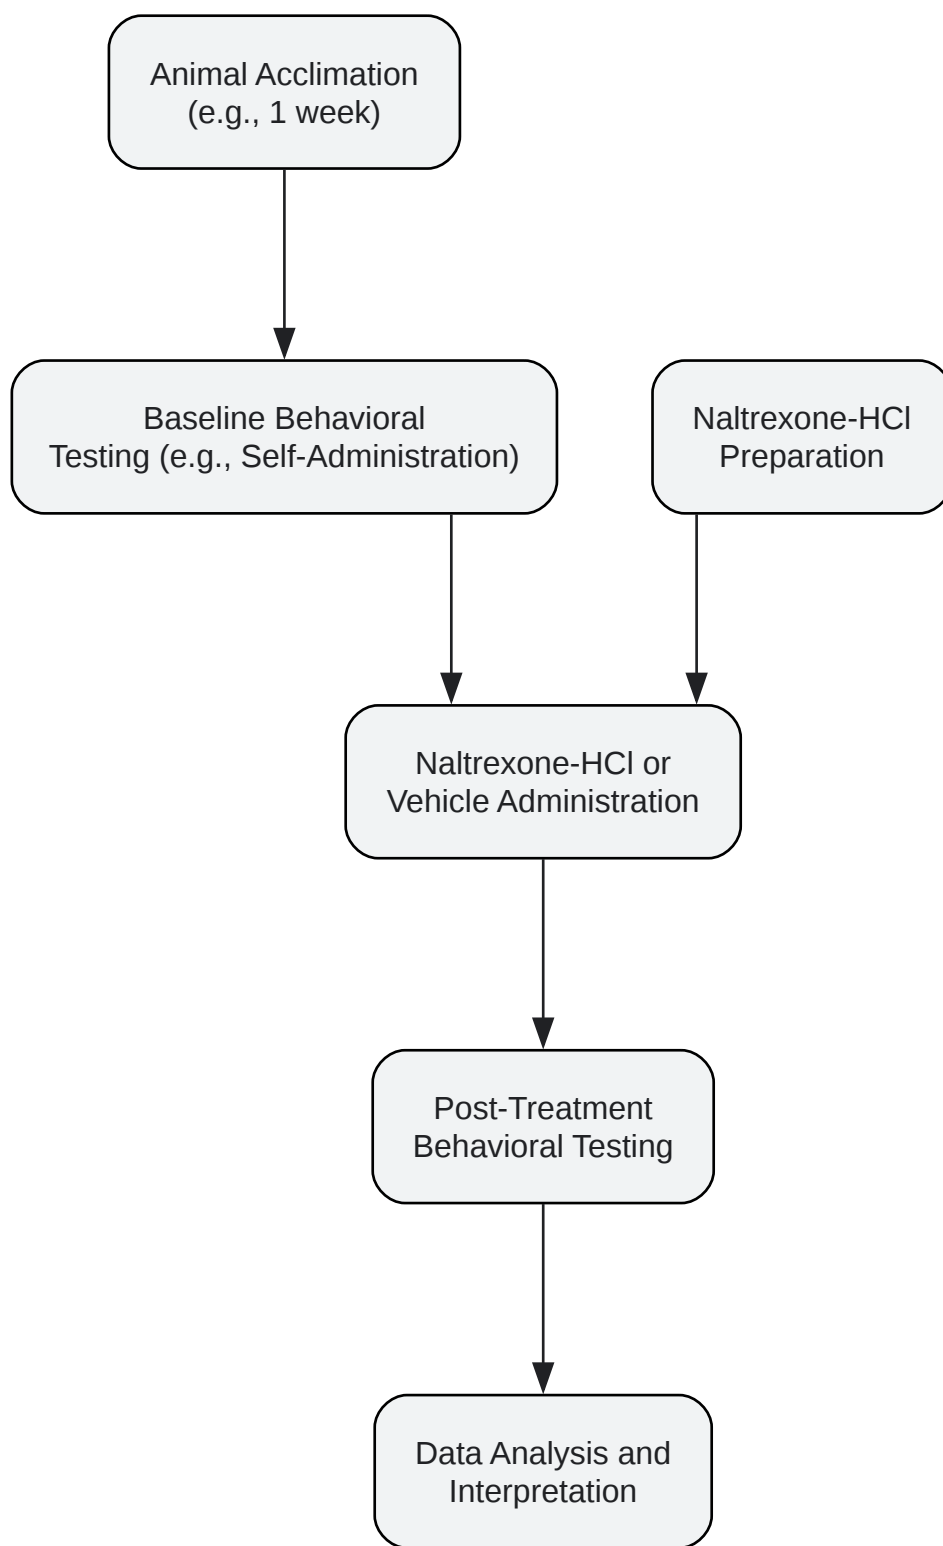 Animal Acclimation
(e.g., 1 week)
Baseline Behavioral
Testing (e.g., Self-Administration)
Naltrexone-HCl
Preparation
Naltrexone-HCl or
Vehicle Administration
Post-Treatment
Behavioral Testing
Data Analysis and
Interpretation